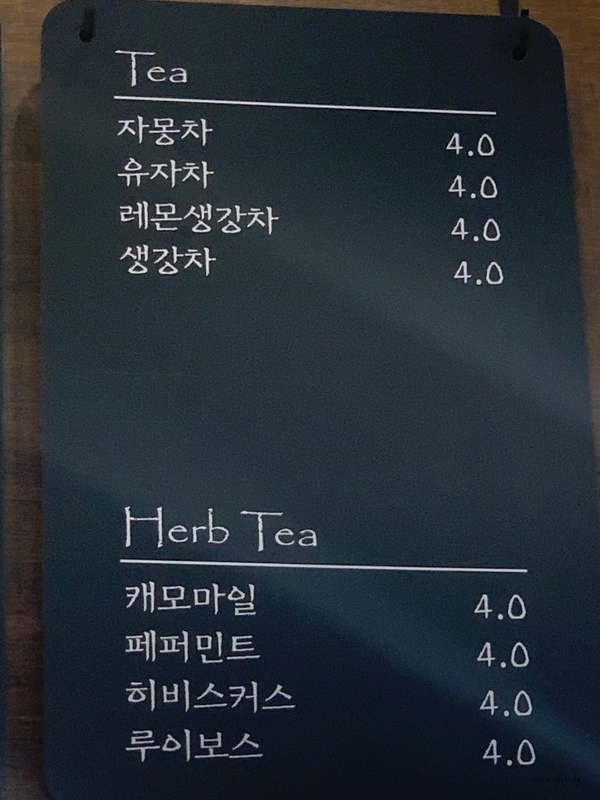 Tea
자몽차 4.0
유자차 4.0
레몬생강차 4.0
생강차 4.0
Herb Tea
캐모마일 4.0
페퍼민트 4.0
히비스커스 4.0
루이보스 4.0